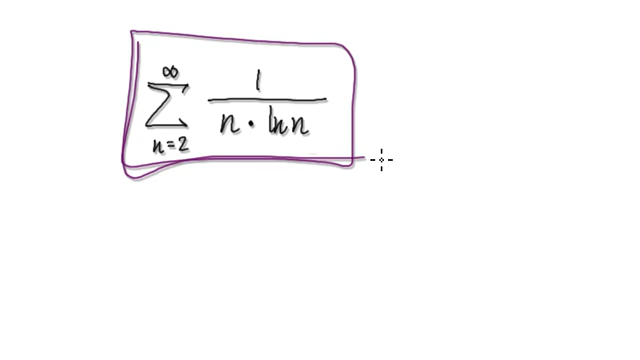 ∞
∑ 1
n · ln n
n=2